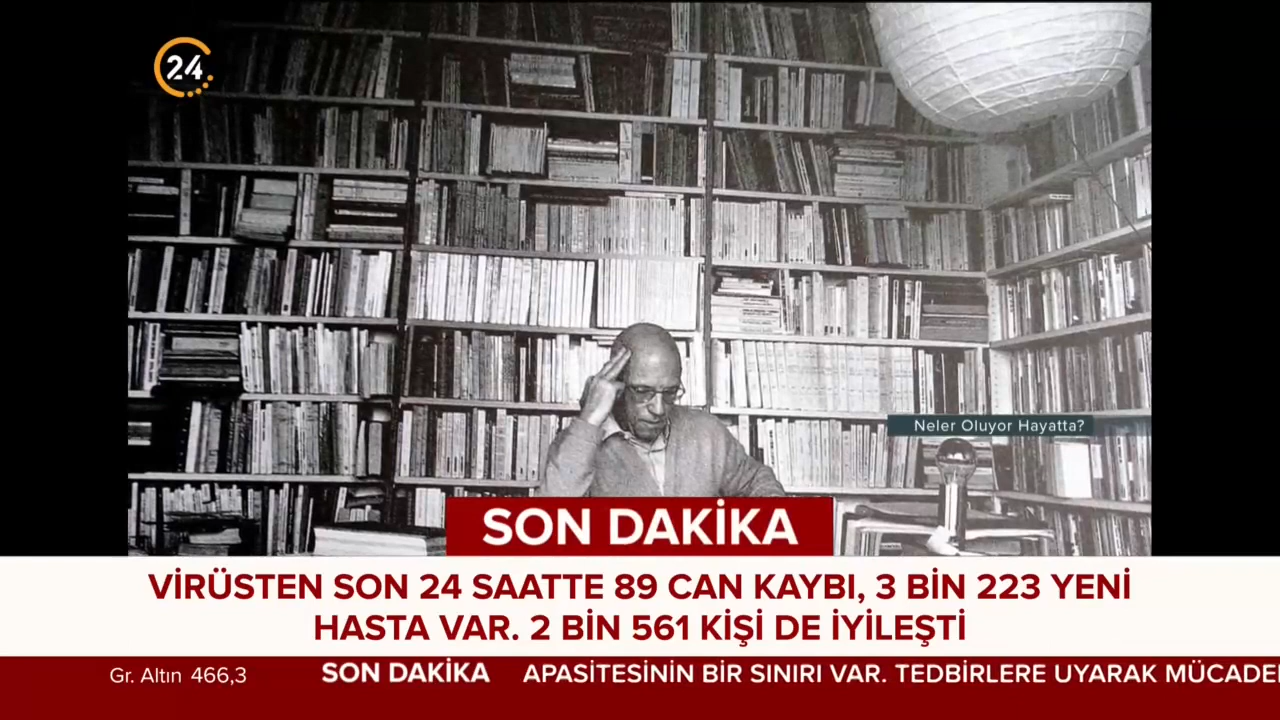 24
Neler Oluyor Hayatta?
SON DAKİKA
VİRÜSTEN SON 24 SAATTE 89 CAN KAYBI, 3 BİN 223 YENİ
HASTA VAR. 2 BİN 561 KİŞİ DE İYİLEŞTİ
Gr. Altın 466,3 SON DAKİKA APASİTESİNİN BİR SINIRI VAR. TEDBİRLERE UYARAK MÜCADE